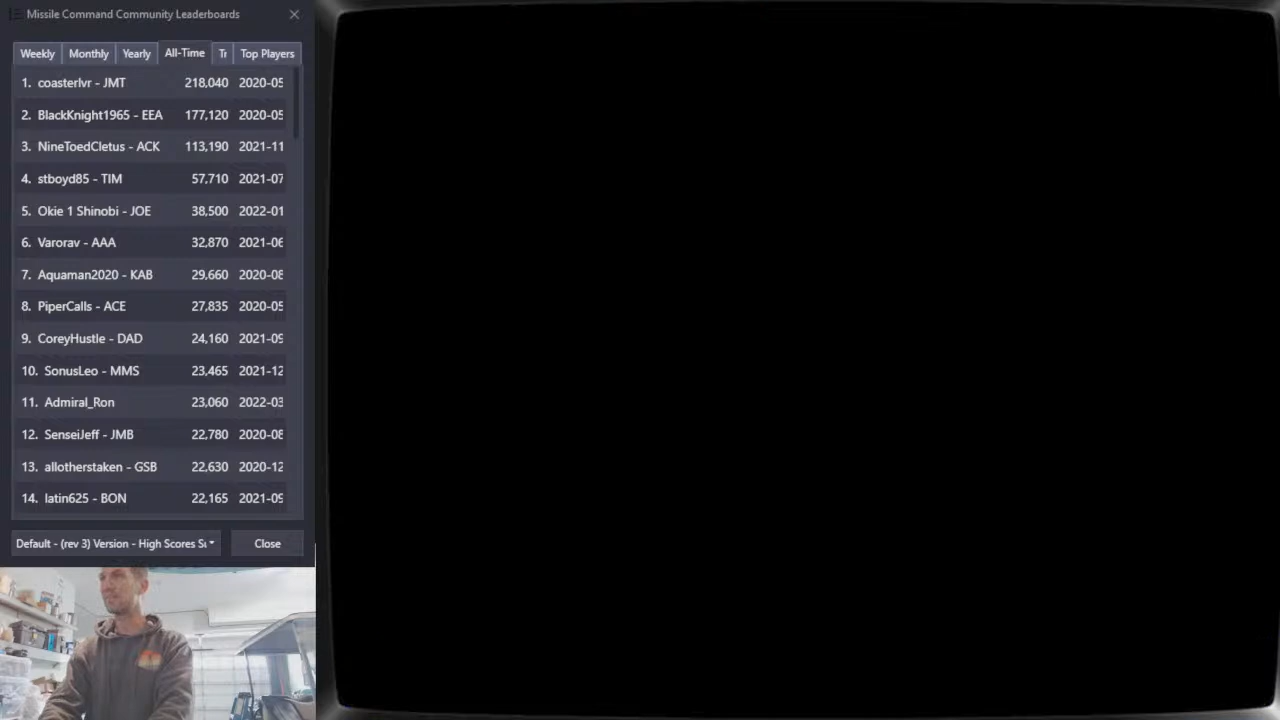 Missile Command Community Leaderboards
Weekly Monthly Yearly All-Time Tr Top Players
1. coasterlvr - JMT 218,040 2020-05
2. BlackKnight1965 - EEA 177,120 2020-05
3. NineToedCletus - ACK 113,190 2021-11
4. stboyd85 - TIM 57,710 2021-07
5. Okie 1 Shinobi - JOE 38,500 2022-01
6. Varorav - AAA 32,870 2021-06
7. Aquaman2020 - KAB 29,660 2020-08
8. PiperCalls - ACE 27,835 2020-05
9. CoreyHustle - DAD 24,160 2021-09
10. SonusLeo - MMS 23,465 2021-12
11. Admiral_Ron 23,060 2022-03
12. SenseiJeff - JMB 22,780 2020-08
13. allotherstaken - GSB 22,630 2020-12
14. latin625 - BON 22,165 2021-09
Default - (rev 3) Version - High Scores Su Close